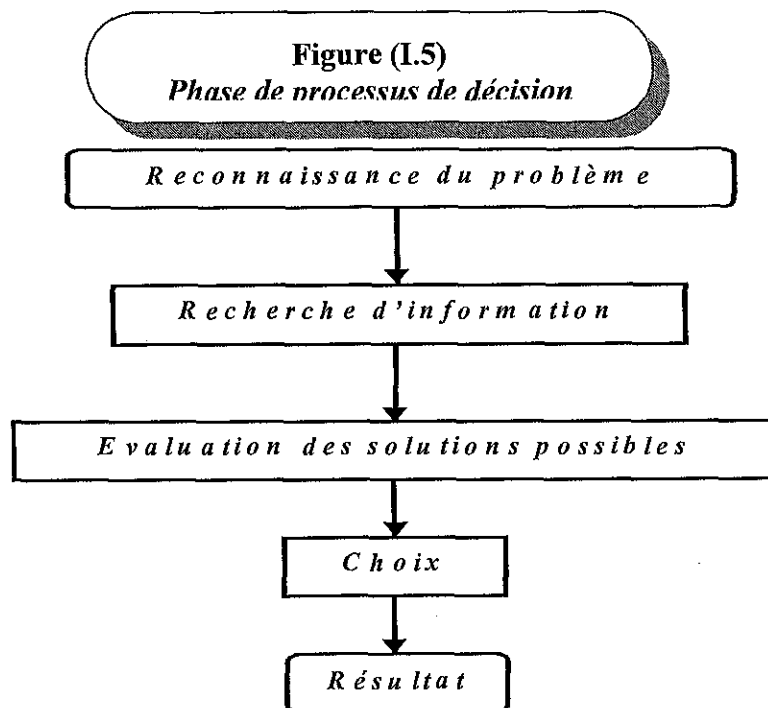 Figure (I.5)
Phase de processus de décision
Reconnaissance du problème
Recherche d'information
Evaluation des solutions possibles
Choix
Résultat